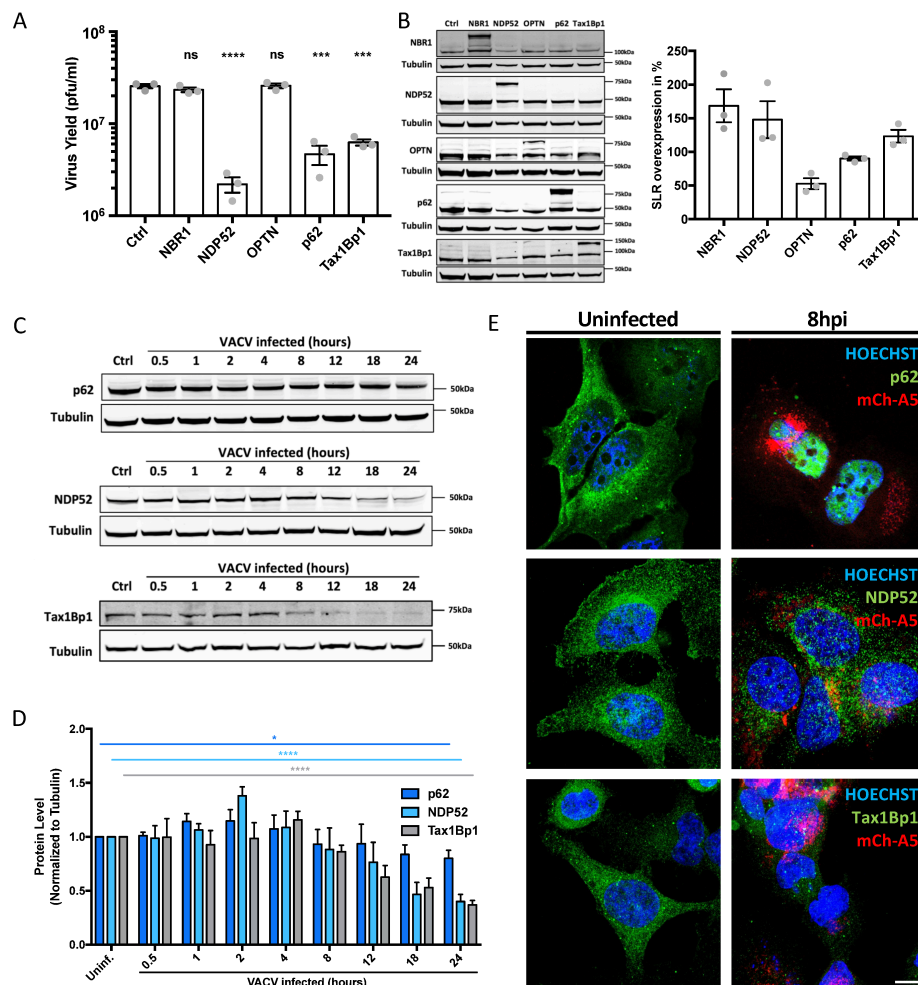 A
Virus Yield (pfu/ml)
10^8
10^7
10^6
ns
****
ns
***
***
Ctrl
NBR1
NDP52
OPTN
p62
Tax1Bp1
B
Ctrl NBR1 NDP52 OPTN p62 Tax1Bp1
NBR1
100kDa
Tubulin
50kDa
75kDa
NDP52
50kDa
Tubulin
50kDa
75kDa
OPTN
50kDa
Tubulin
50kDa
75kDa
p62
50kDa
Tubulin
50kDa
150kDa
Tax1Bp1
100kDa
Tubulin
50kDa
SLR overexpression in %
250
200
150
100
50
0
NBR1
NDP52
OPTN
p62
Tax1Bp1
C
VACV infected (hours)
Ctrl 0.5 1 2 4 8 12 18 24
p62
50kDa
Tubulin
50kDa
VACV infected (hours)
Ctrl 0.5 1 2 4 8 12 18 24
NDP52
50kDa
Tubulin
50kDa
VACV infected (hours)
Ctrl 0.5 1 2 4 8 12 18 24
Tax1Bp1
75kDa
Tubulin
50kDa
D
Protein Level
(Normalized to Tubulin)
2.0
1.5
1.0
0.5
0.0
*
****
****
p62
NDP52
Tax1Bp1
Uninf.
0.5
1
2
4
8
12
18
24
VACV infected (hours)
E
Uninfected
8hpi
HOECHST
p62
mCh-A5
HOECHST
NDP52
mCh-A5
HOECHST
Tax1Bp1
mCh-A5